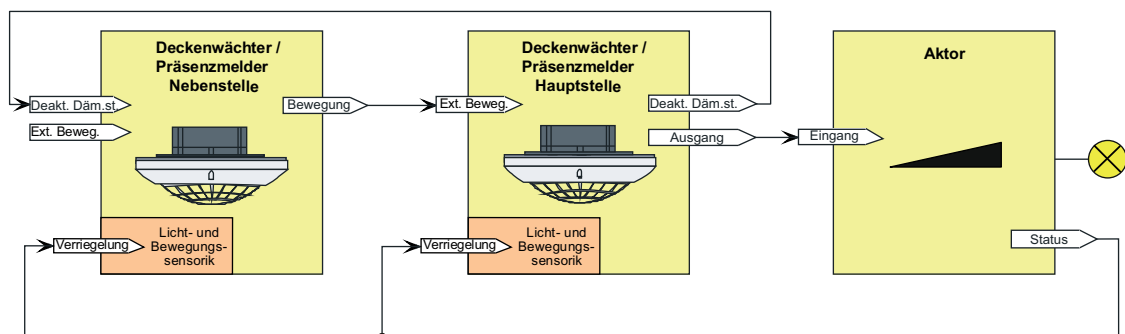 Deckenwächter /
Präsenzmelder
Nebenstelle
Deakt. Däm.st.
Ext. Beweg.
Bewegung
Verriegelung
Licht- und
Bewegungs-
sensorik
Deckenwächter /
Präsenzmelder
Hauptstelle
Ext. Beweg.
Deakt. Däm.st.
Ausgang
Verriegelung
Licht- und
Bewegungs-
sensorik
Aktor
Eingang
Status